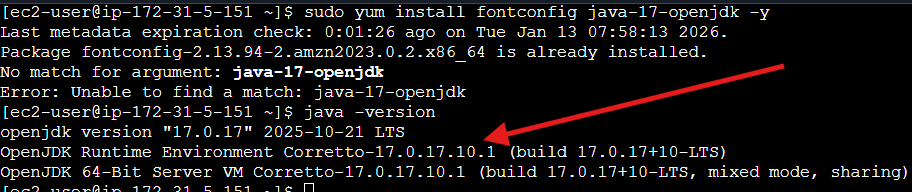 [ec2-user@ip-172-31-5-151 ~]$ sudo yum install fontconfig java-17-openjdk -y
Last metadata expiration check: 0:01:26 ago on Tue Jan 13 07:58:13 2026.
Package fontconfig-2.13.94-2.amzn2023.0.2.x86_64 is already installed.
No match for argument: java-17-openjdk
Error: Unable to find a match: java-17-openjdk
[ec2-user@ip-172-31-5-151 ~]$ java -version
openjdk version "17.0.17" 2025-10-21 LTS
OpenJDK Runtime Environment Corretto-17.0.17.10.1 (build 17.0.17+10-LTS)
OpenJDK 64-Bit Server VM Corretto-17.0.17.10.1 (build 17.0.17+10-LTS, mixed mode, sharing)
[ec2-user@ip-172-31-5-151 ~]$